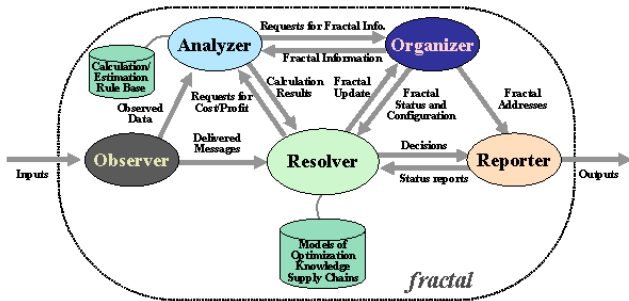 Requests for Fractal Info.
Analyzer
Organizer
Fractal Information
Calculation/
Estimation
Rule Base
Calculation
Results
Fractal
Update
Observed
Data
Requests for
Cost/Profit
Fractal
Status and
Configuration
Fractal
Addresses
Delivered
Messages
Decisions
Observer
Resolver
Reporter
Inputs
Status reports
Outputs
Models of
Optimization
Knowledge
Supply Chains
fractal